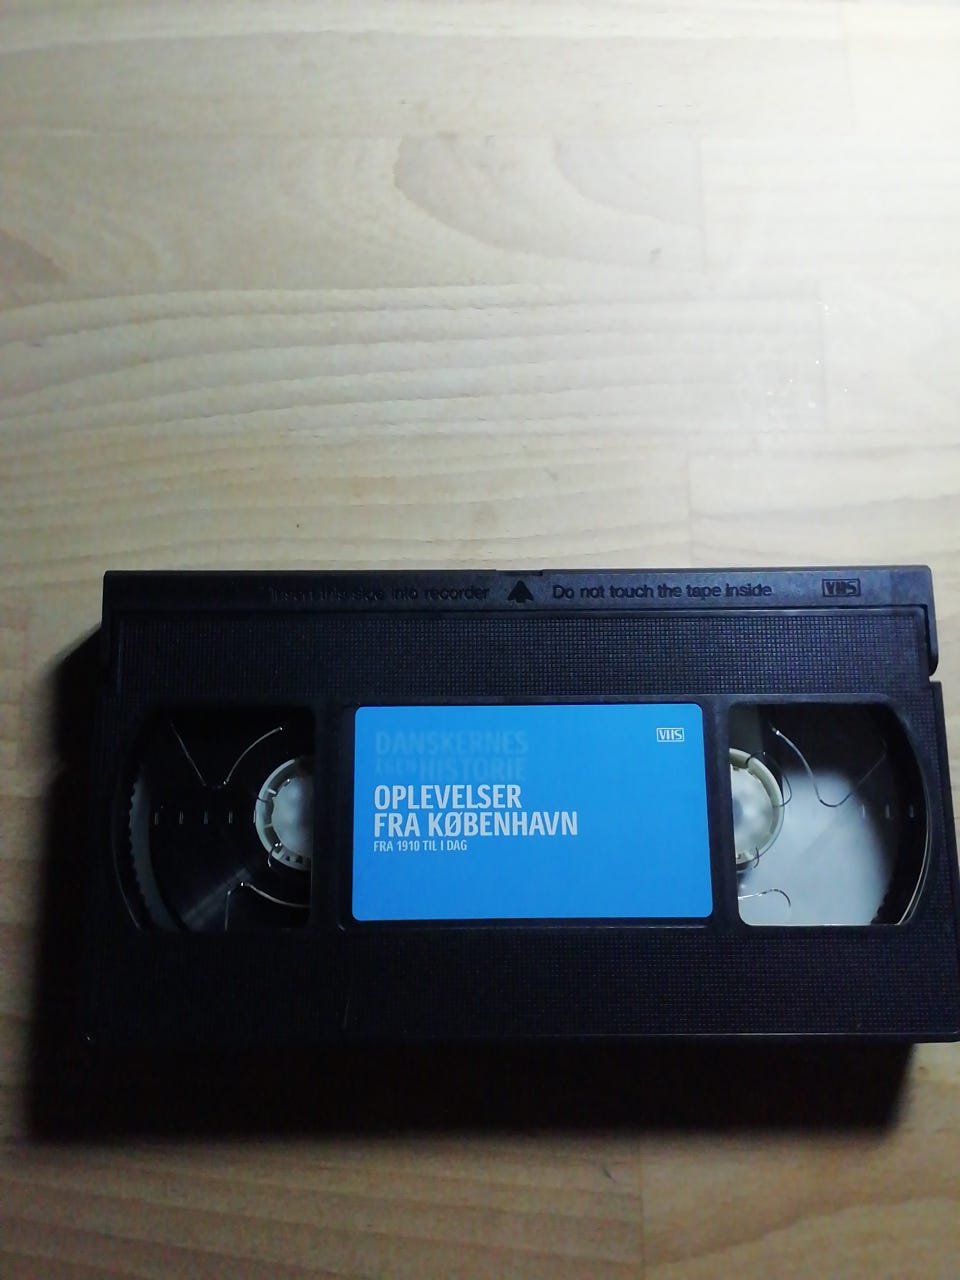 Insert this side into recorder Do not touch the tape inside VHS
VHS
DANSKERNES
EGEN HISTORIE
OPLEVELSER
FRA KØBENHAVN
FRA 1910 TIL I DAG